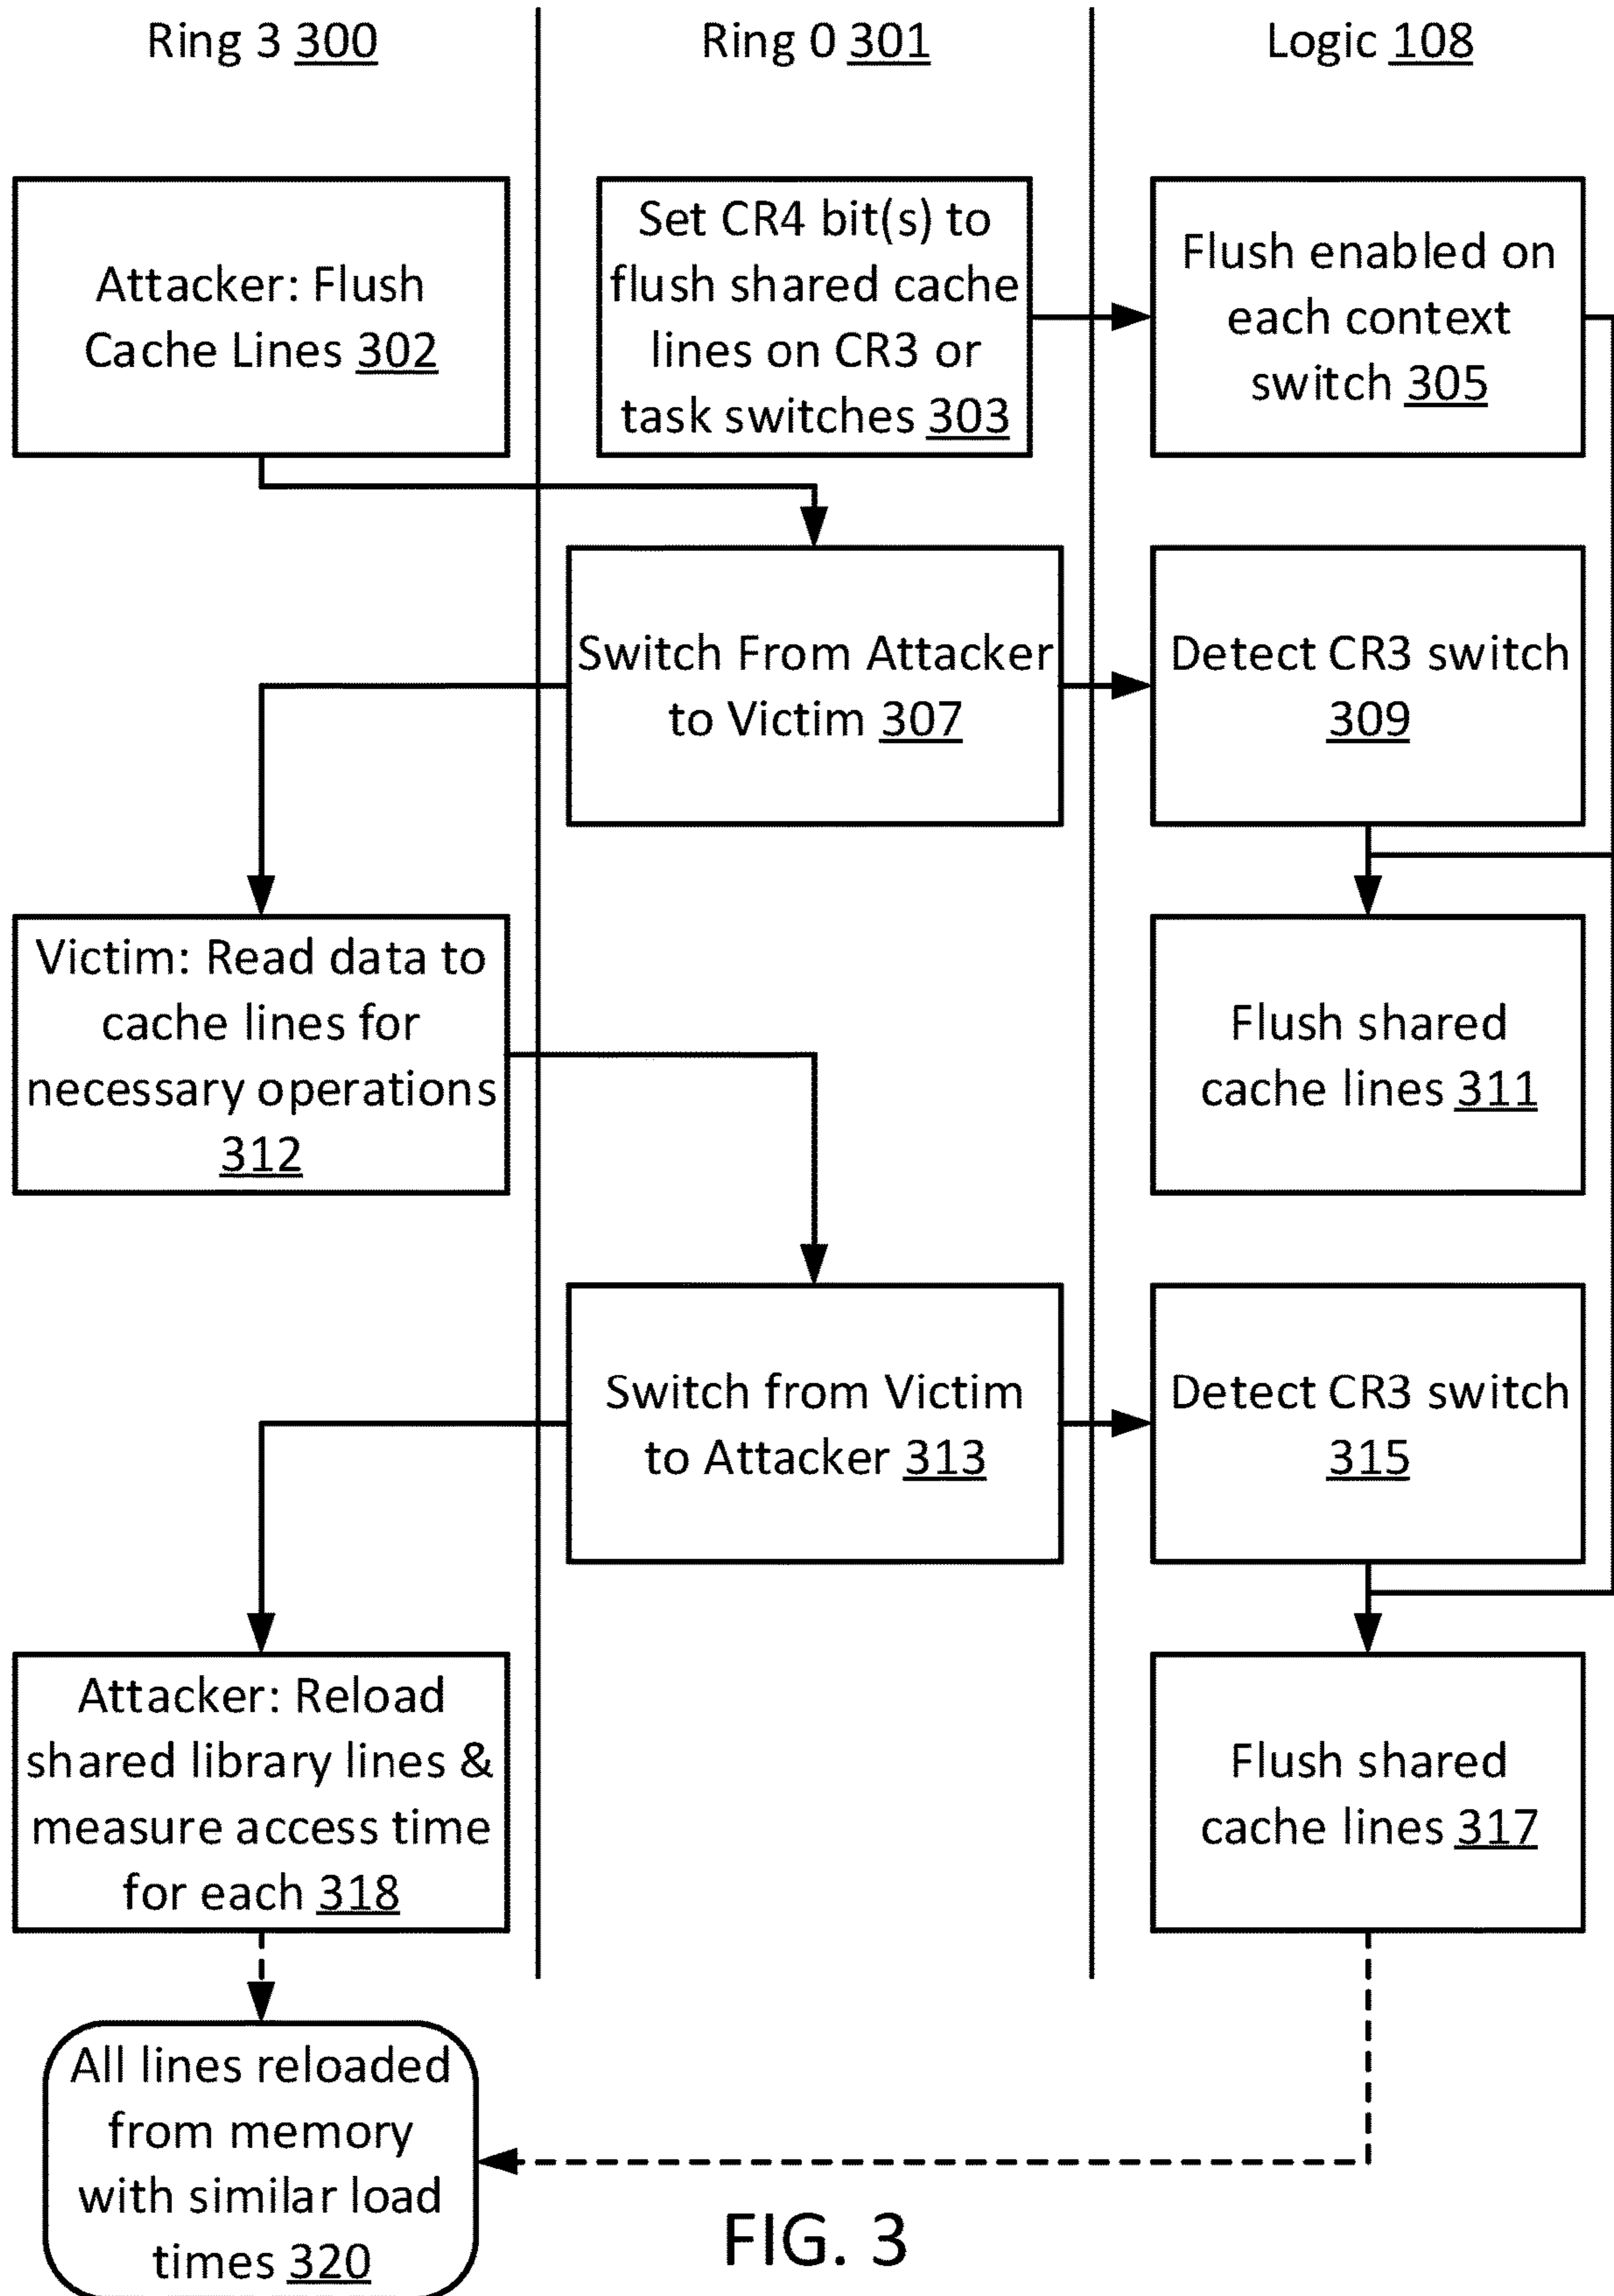 Ring 3 300
Ring 0 301
Logic 108
Attacker: Flush
Cache Lines 302
Set CR4 bit(s) to
flush shared cache
lines on CR3 or
task switches 303
Flush enabled on
each context
switch 305
Switch From Attacker
to Victim 307
Detect CR3 switch
309
Victim: Read data to
cache lines for
necessary operations
312
Flush shared
cache lines 311
Switch from Victim
to Attacker 313
Detect CR3 switch
315
Attacker: Reload
shared library lines &
measure access time
for each 318
Flush shared
cache lines 317
All lines reloaded
from memory
with similar load
times 320
FIG. 3